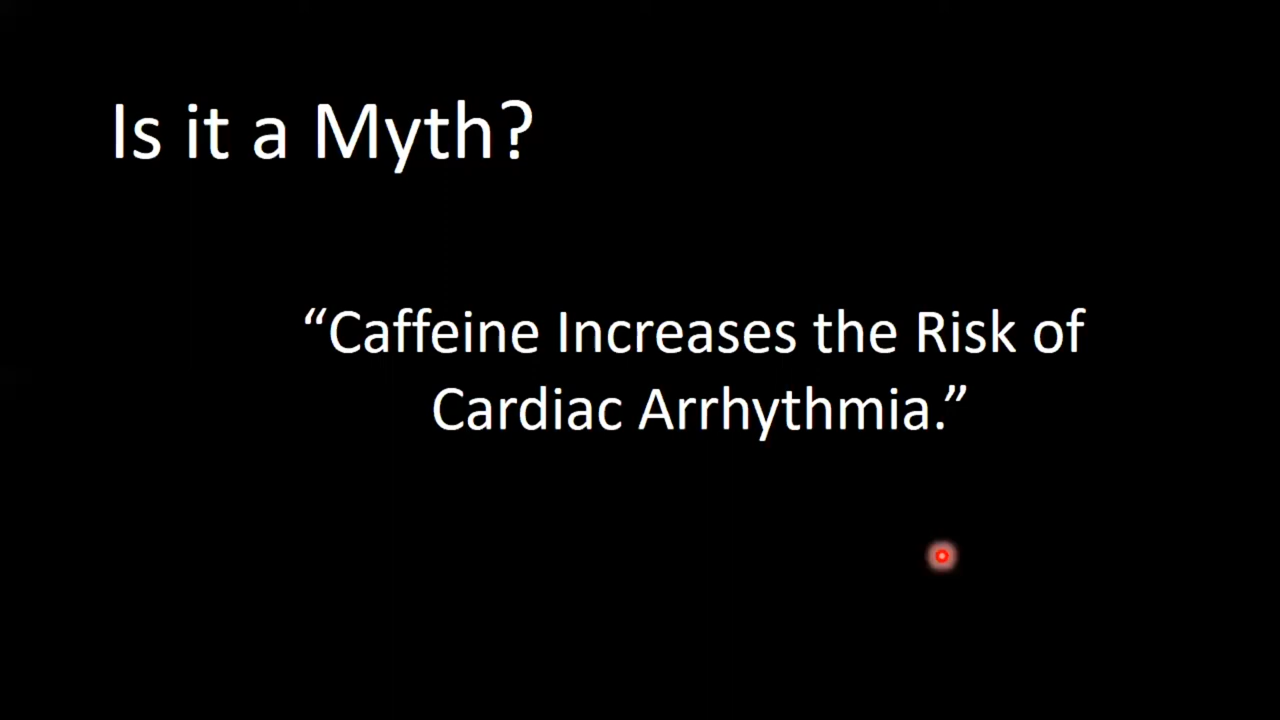 Is it a Myth?
“Caffeine Increases the Risk of
Cardiac Arrhythmia.”